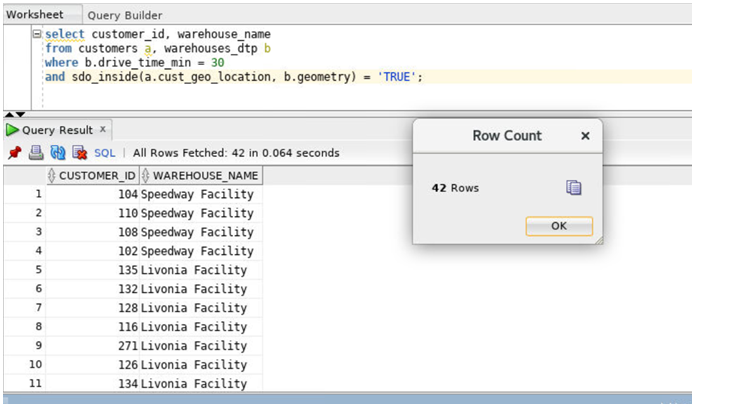 Worksheet Query Builder
select customer_id, warehouse_name
from customers a, warehouses_dtp b
where b.drive_time_min = 30
and sdo_inside(a.cust_geo_location, b.geometry) = 'TRUE';
Query Result x
SQL | All Rows Fetched: 42 in 0.064 seconds
CUSTOMER_ID WAREHOUSE_NAME
1 104 Speedway Facility
2 110 Speedway Facility
3 108 Speedway Facility
4 102 Speedway Facility
5 135 Livonia Facility
6 132 Livonia Facility
7 128 Livonia Facility
8 116 Livonia Facility
9 271 Livonia Facility
10 126 Livonia Facility
11 134 Livonia Facility
Row Count
42 Rows
OK